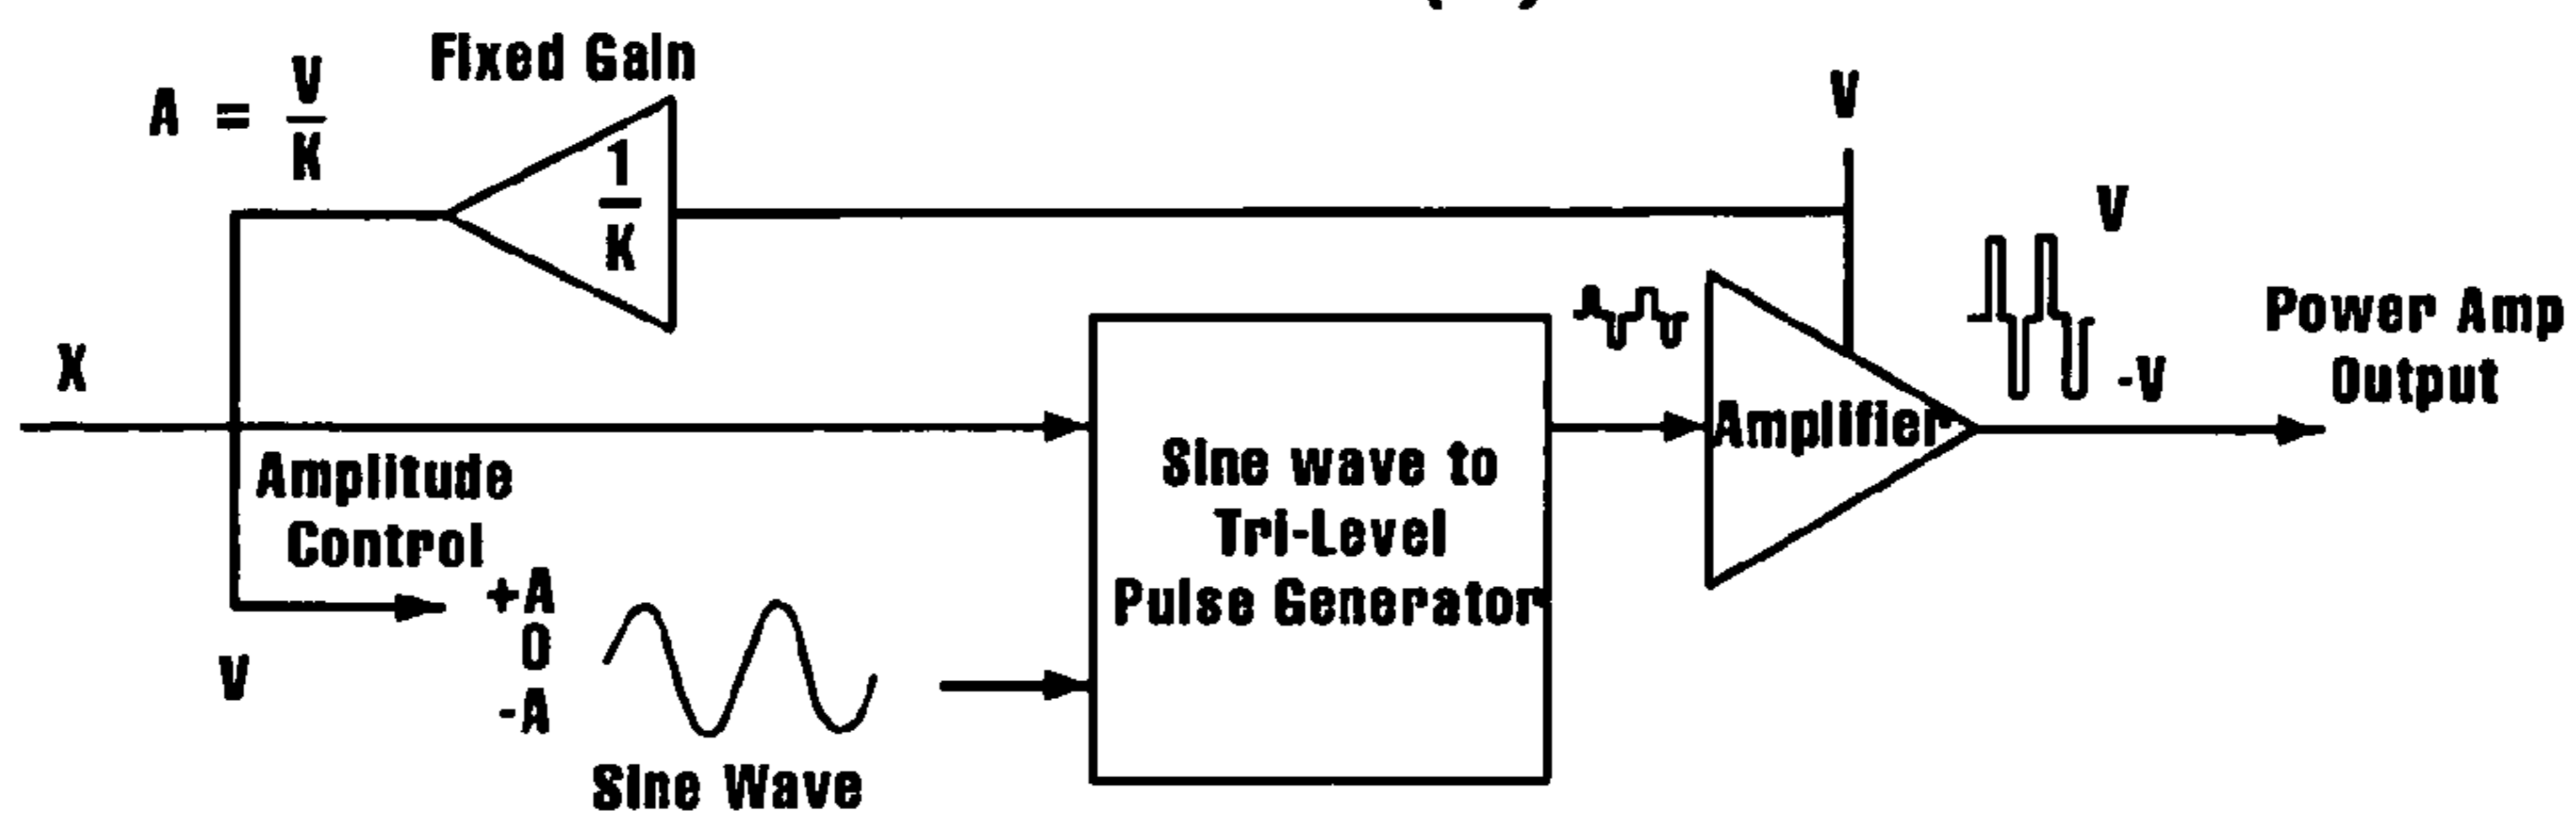 Fixed Gain
A = V/K
1/K
V
V
-V
Power Amp
Output
X
Amplitude
Control
V
+A
0
-A
Sine Wave
Sine wave to
Tri-Level
Pulse Generator
Amplifier